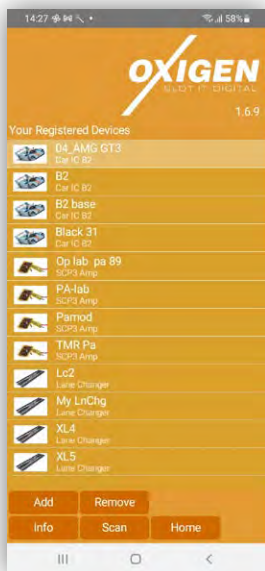 14:27 58%
OXIGEN
SLOT IT DIGITAL
1.6.9
Your Registered Devices
04_AMG GT3
Car IC B2
B2
Car IC B2
B2 base
Car IC B2
Black 31
Car IC B2
Op lab pa 89
SCP3 Amp
PA-lab
SCP3 Amp
Pamod
SCP3 Amp
TMR Pa
SCP3 Amp
Lc2
Lane Changer
My LnChg
Lane Changer
XL4
Lane Changer
XL5
Lane Changer
Add Remove
Info Scan Home